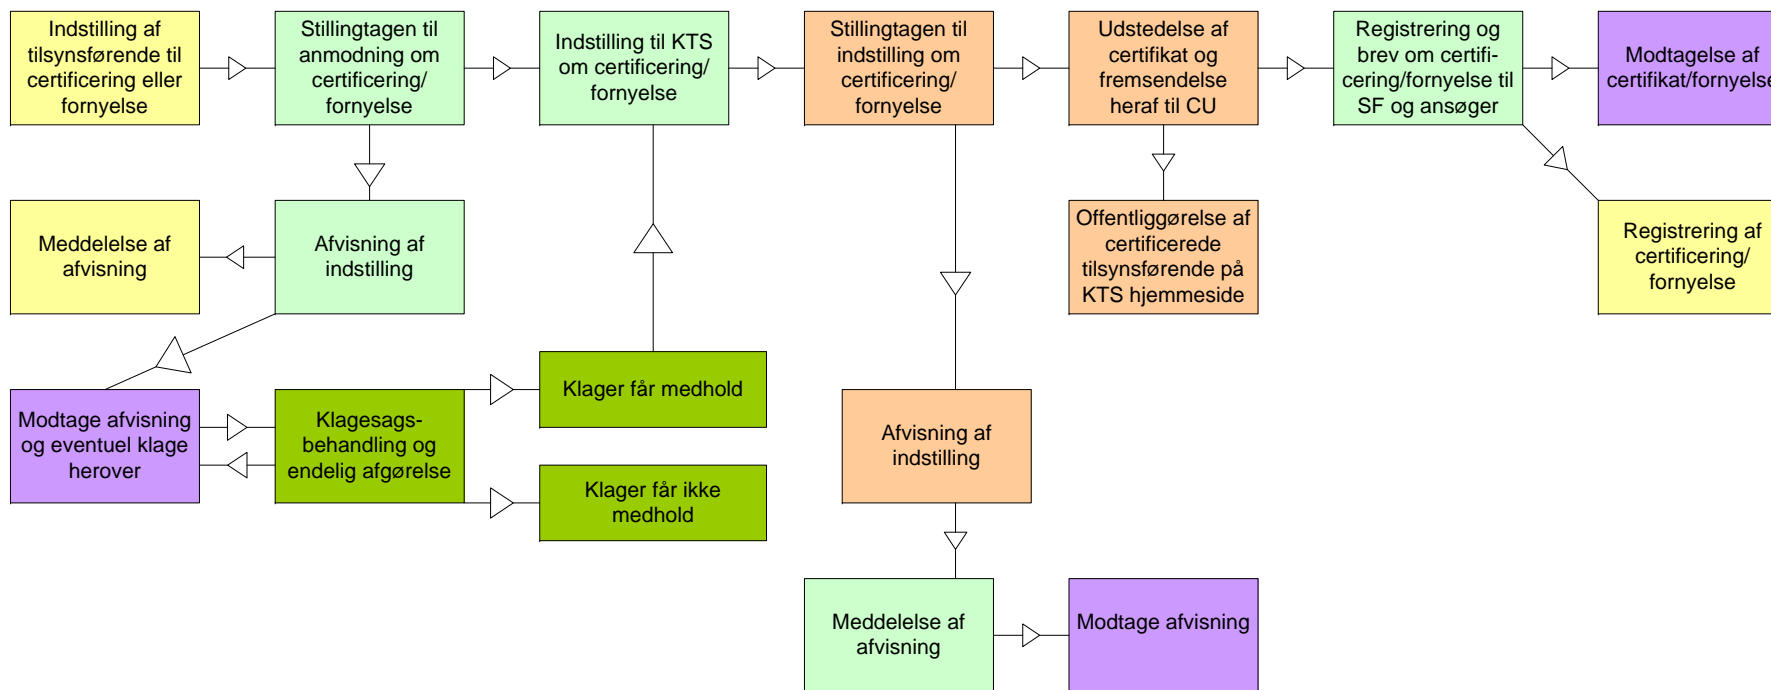 Indstilling af
tilsynsførende til
certificering eller
fornyelse
Stillingtagen til
anmodning om
certificering/
fornyelse
Indstilling til KTS
om certificering/
fornyelse
Stillingtagen til
indstilling om
certificering/
fornyelse
Udstedelse af
certifikat og
fremsendelse
heraf til CU
Registrering og
brev om certifi-
cering/fornyelse til
SF og ansøger
Modtagelse af
certifikat/fornyelse
Meddelelse af
afvisning
Afvisning af
indstilling
Offentliggørelse af
certificerede
tilsynsførende på
KTS hjemmeside
Registrering af
certificering/
fornyelse
Modtage afvisning
og eventuel klage
herover
Klagesags-
behandling og
endelig afgørelse
Klager får medhold
Klager får ikke
medhold
Afvisning af
indstilling
Meddelelse af
afvisning
Modtage afvisning